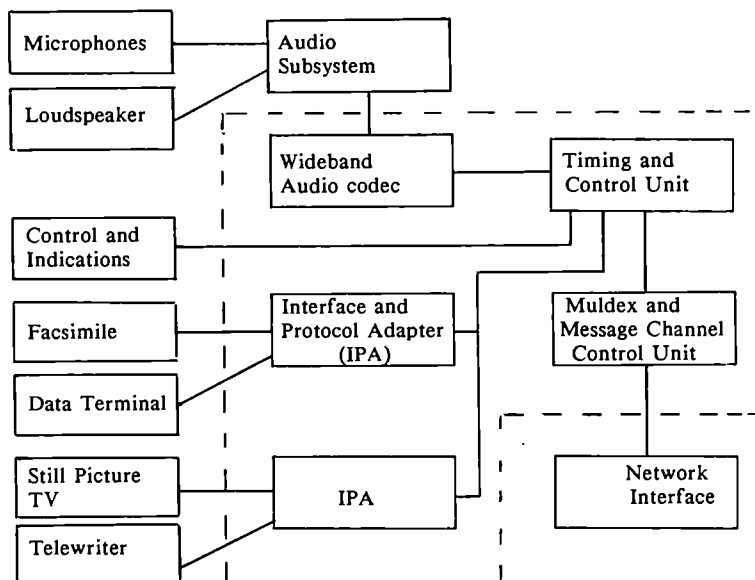 Microphones
Audio
Subsystem
Loudspeaker
Wideband
Audio codec
Timing and
Control Unit
Control and
Indications
Facsimile
Interface and
Protocol Adapter
(IPA)
Muldex and
Message Channel
Control Unit
Data Terminal
Still Picture
TV
IPA
Network
Interface
Telewriter